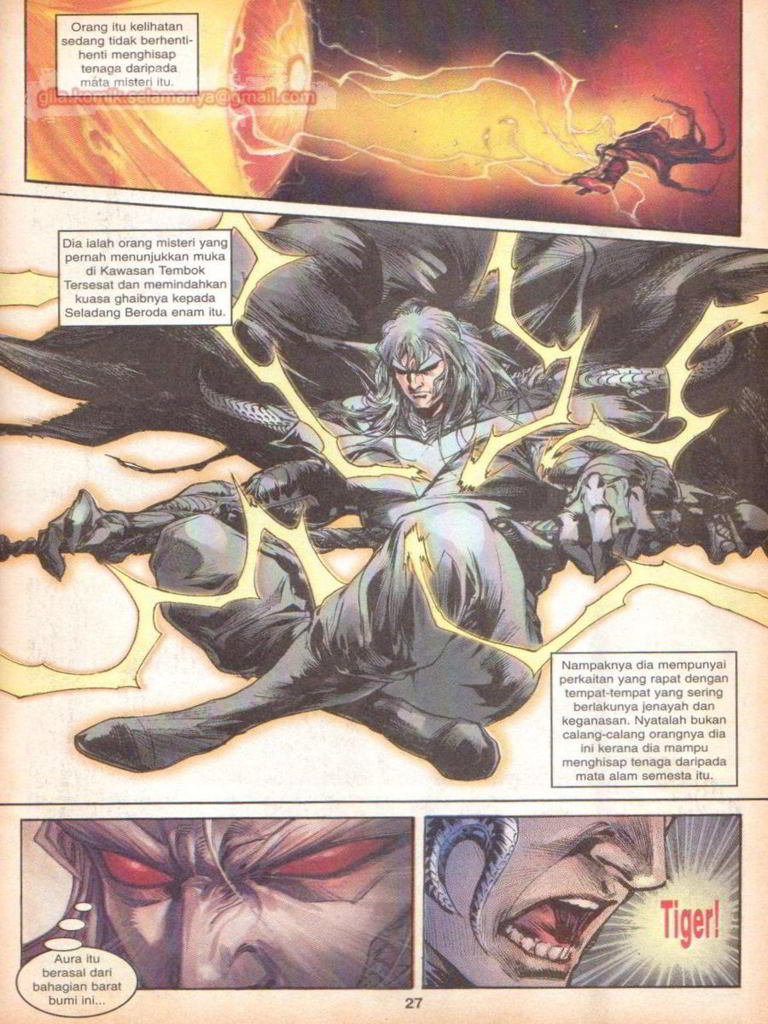 Orang itu kelihatan
sedang tidak berhenti-
henti menghisap
tenaga daripada
mata misteri itu.
gila.komik.selamanya@gmail.com
Dia ialah orang misteri yang
pernah menunjukkan muka
di Kawasan Tembok
Tersesat dan memindahkan
kuasa ghaibnya kepada
Seladang Beroda enam itu.
Nampaknya dia mempunyai
perkaitan yang rapat dengan
tempat-tempat yang sering
berlakunya jenayah dan
keganasan. Nyatalah bukan
calang-calang orangnya dia
ini kerana dia mampu
menghisap tenaga daripada
mata alam semesta itu.
Aura itu
berasal dari
bahagian barat
bumi ini...
Tiger!
27